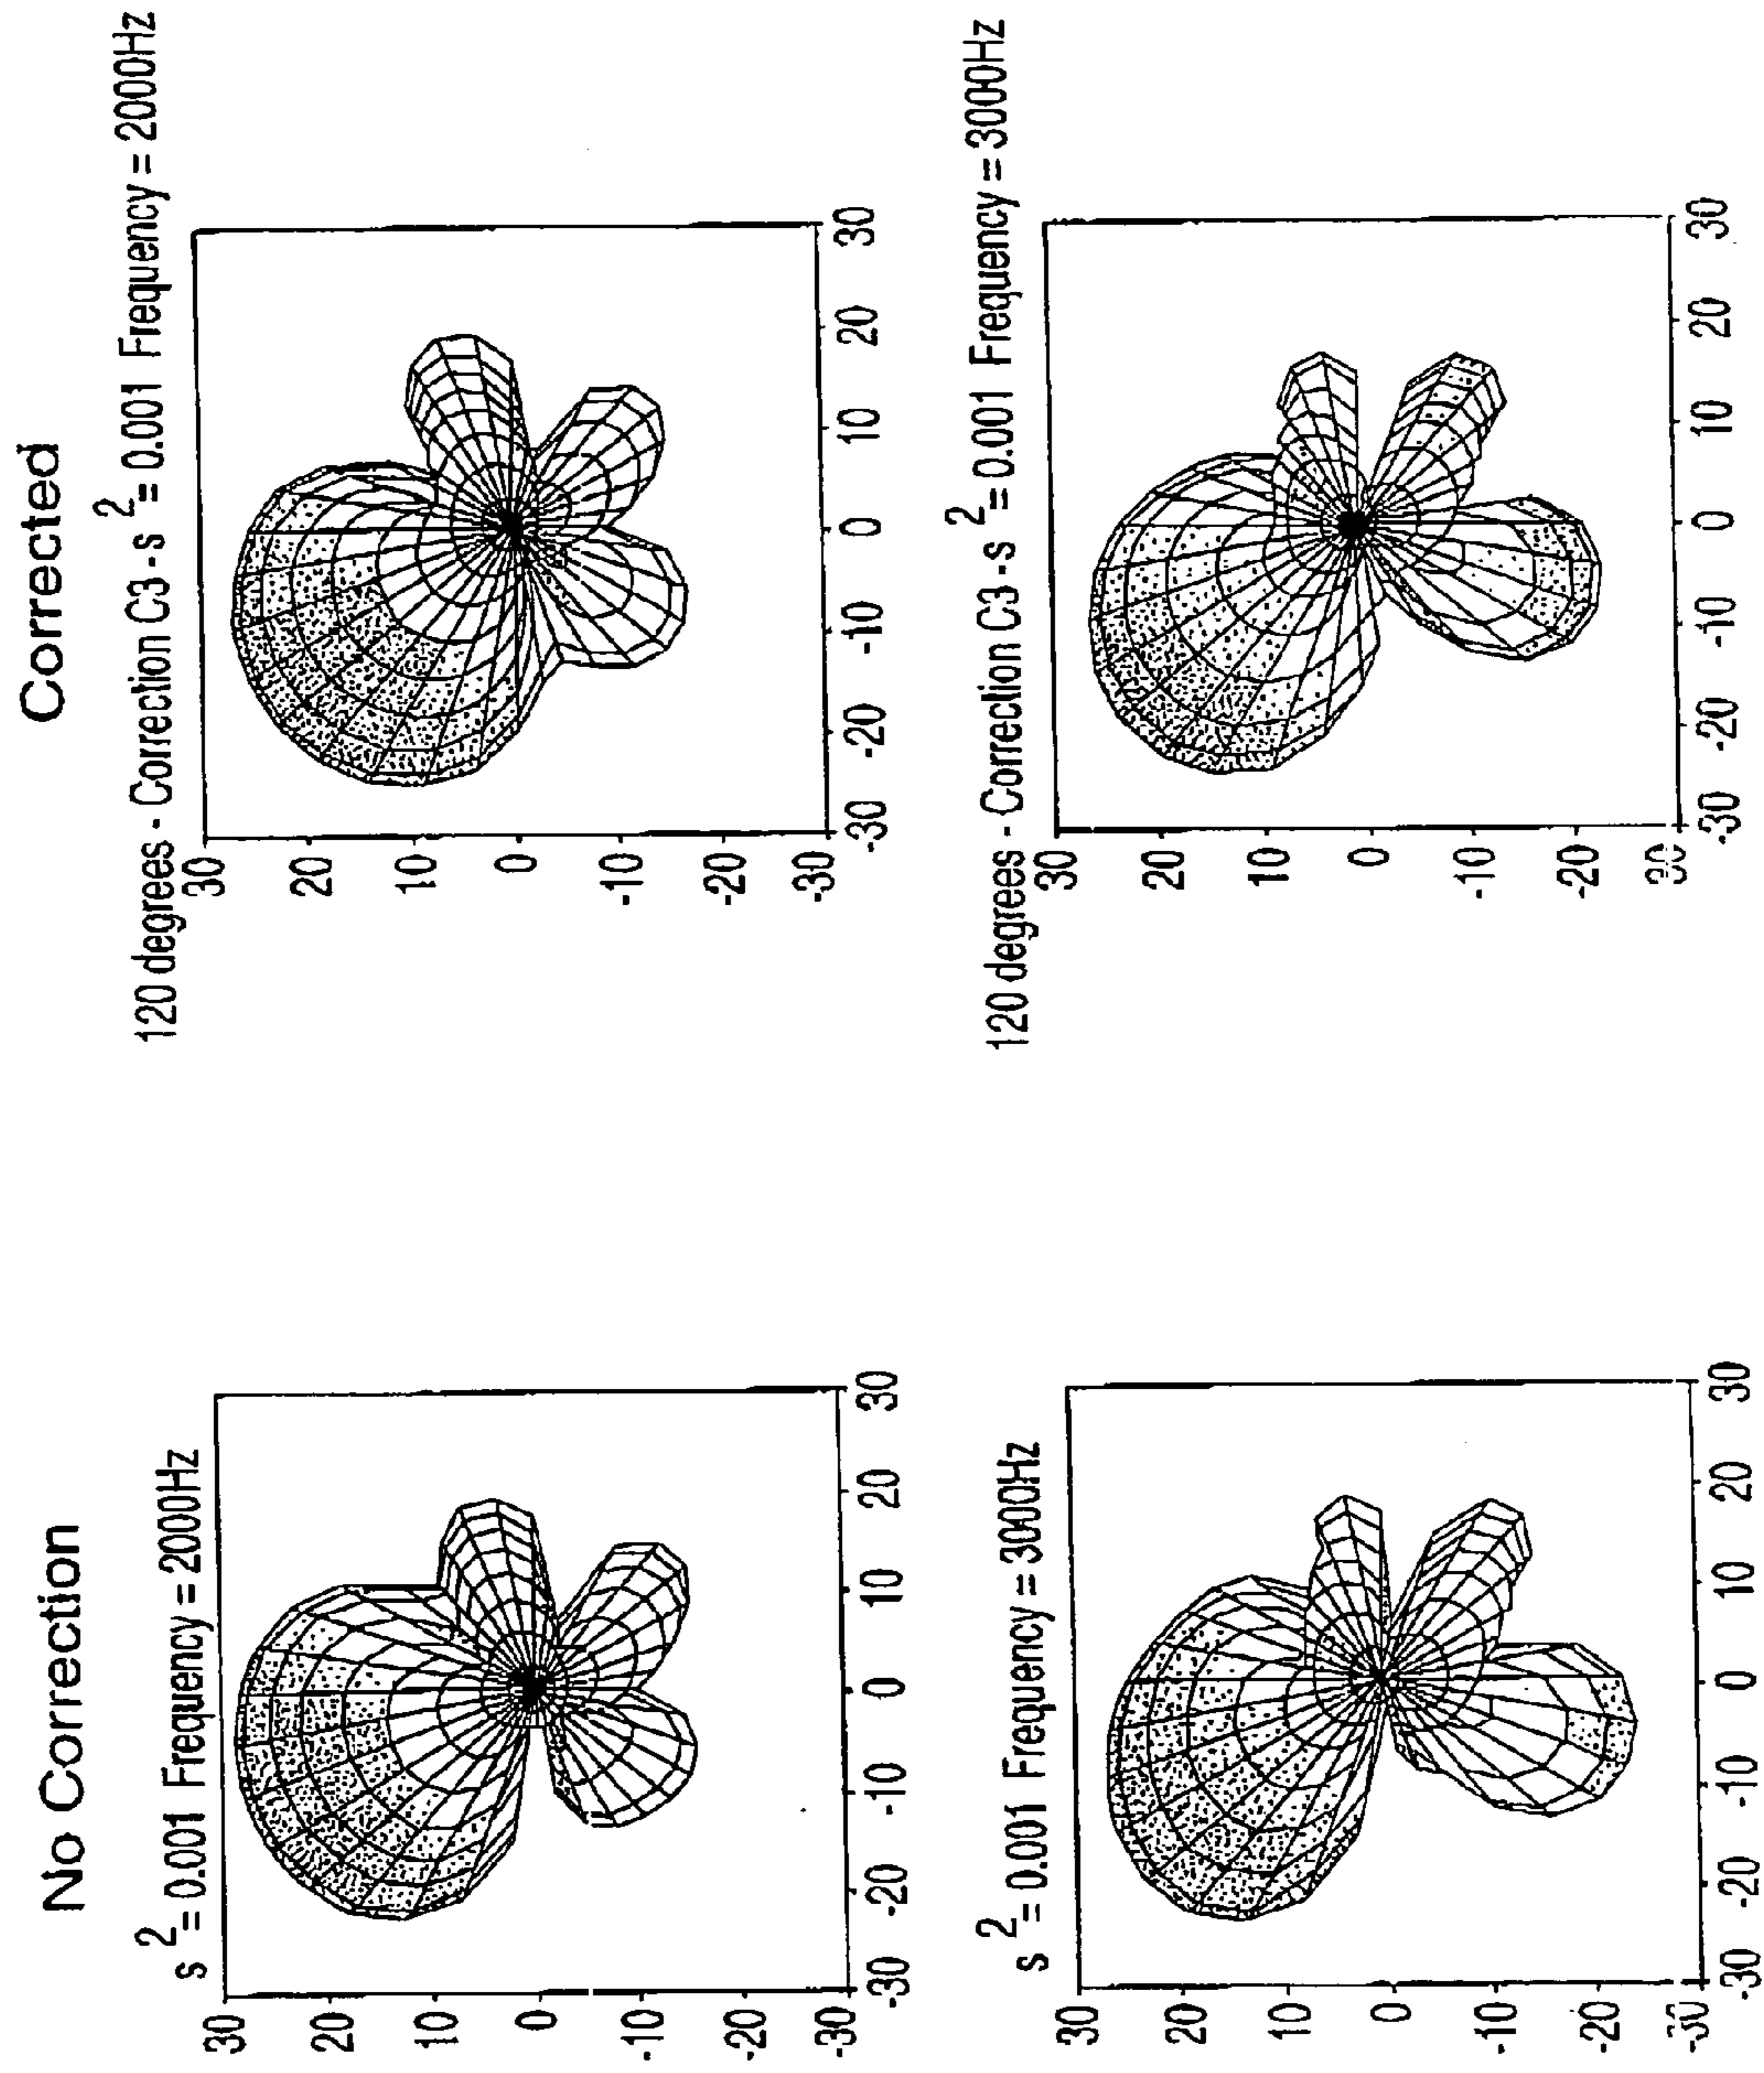 No Correction
Corrected
s² = 0.001 Frequency = 2000Hz
30
20
10
0
-10
-20
-30
-30 -20 -10 0 10 20 30
120 degrees - Correction C3 - s² = 0.001 Frequency = 2000Hz
30
20
10
0
-10
-20
-30
-30 -20 -10 0 10 20 30
s² = 0.001 Frequency = 3000Hz
30
20
10
0
-10
-20
-30
-30 -20 -10 0 10 20 30
120 degrees - Correction C3 - s² = 0.001 Frequency = 3000Hz
30
20
10
0
-10
-20
-30 -20 -10 0 10 20 30